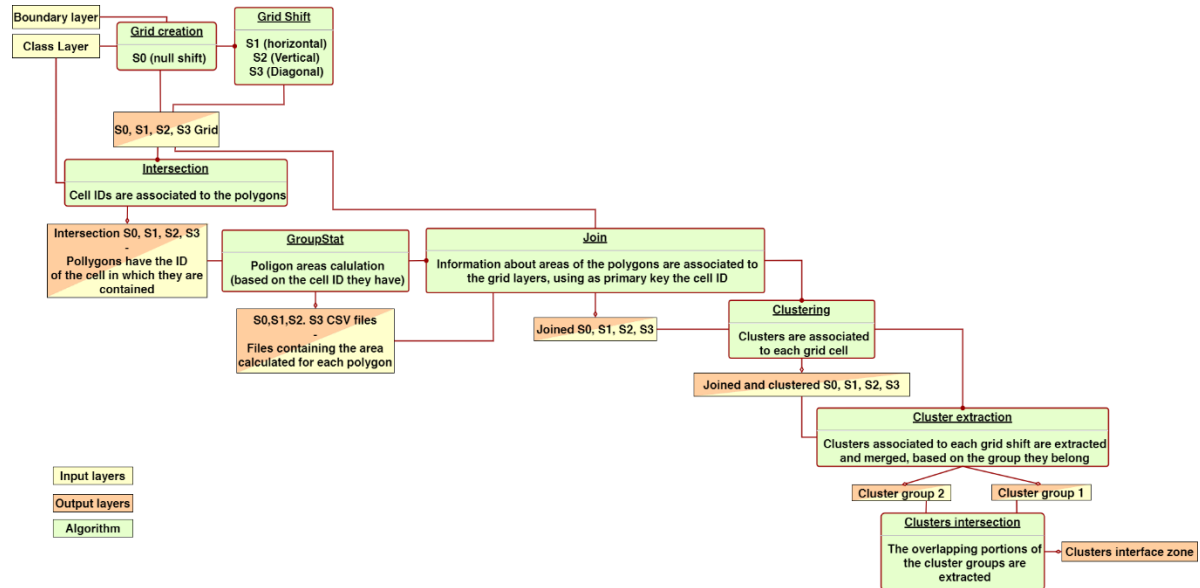 Boundary layer
Class Layer
Grid creation
S0 (null shift)
Grid Shift
S1 (horizontal)
S2 (Vertical)
S3 (Diagonal)
S0, S1, S2, S3 Grid
Intersection
Cell IDs are associated to the polygons
Intersection S0, S1, S2, S3
-
Pollygons have the ID
of the cell in which they are
contained
GroupStat
Poligon areas calulation
(based on the cell ID they have)
S0,S1,S2. S3 CSV files
-
Files containing the area
calculated for each polygon
Join
Information about areas of the polygons are associated to
the grid layers, using as primary key the cell ID
Joined S0, S1, S2, S3
Clustering
Clusters are associated
to each grid cell
Joined and clustered S0, S1, S2, S3
Cluster extraction
Clusters associated to each grid shift are extracted
and merged, based on the group they belong
Cluster group 2
Cluster group 1
Clusters intersection
The overlapping portions of
the cluster groups are
extracted
Clusters interface zone
Input layers
Output layers
Algorithm